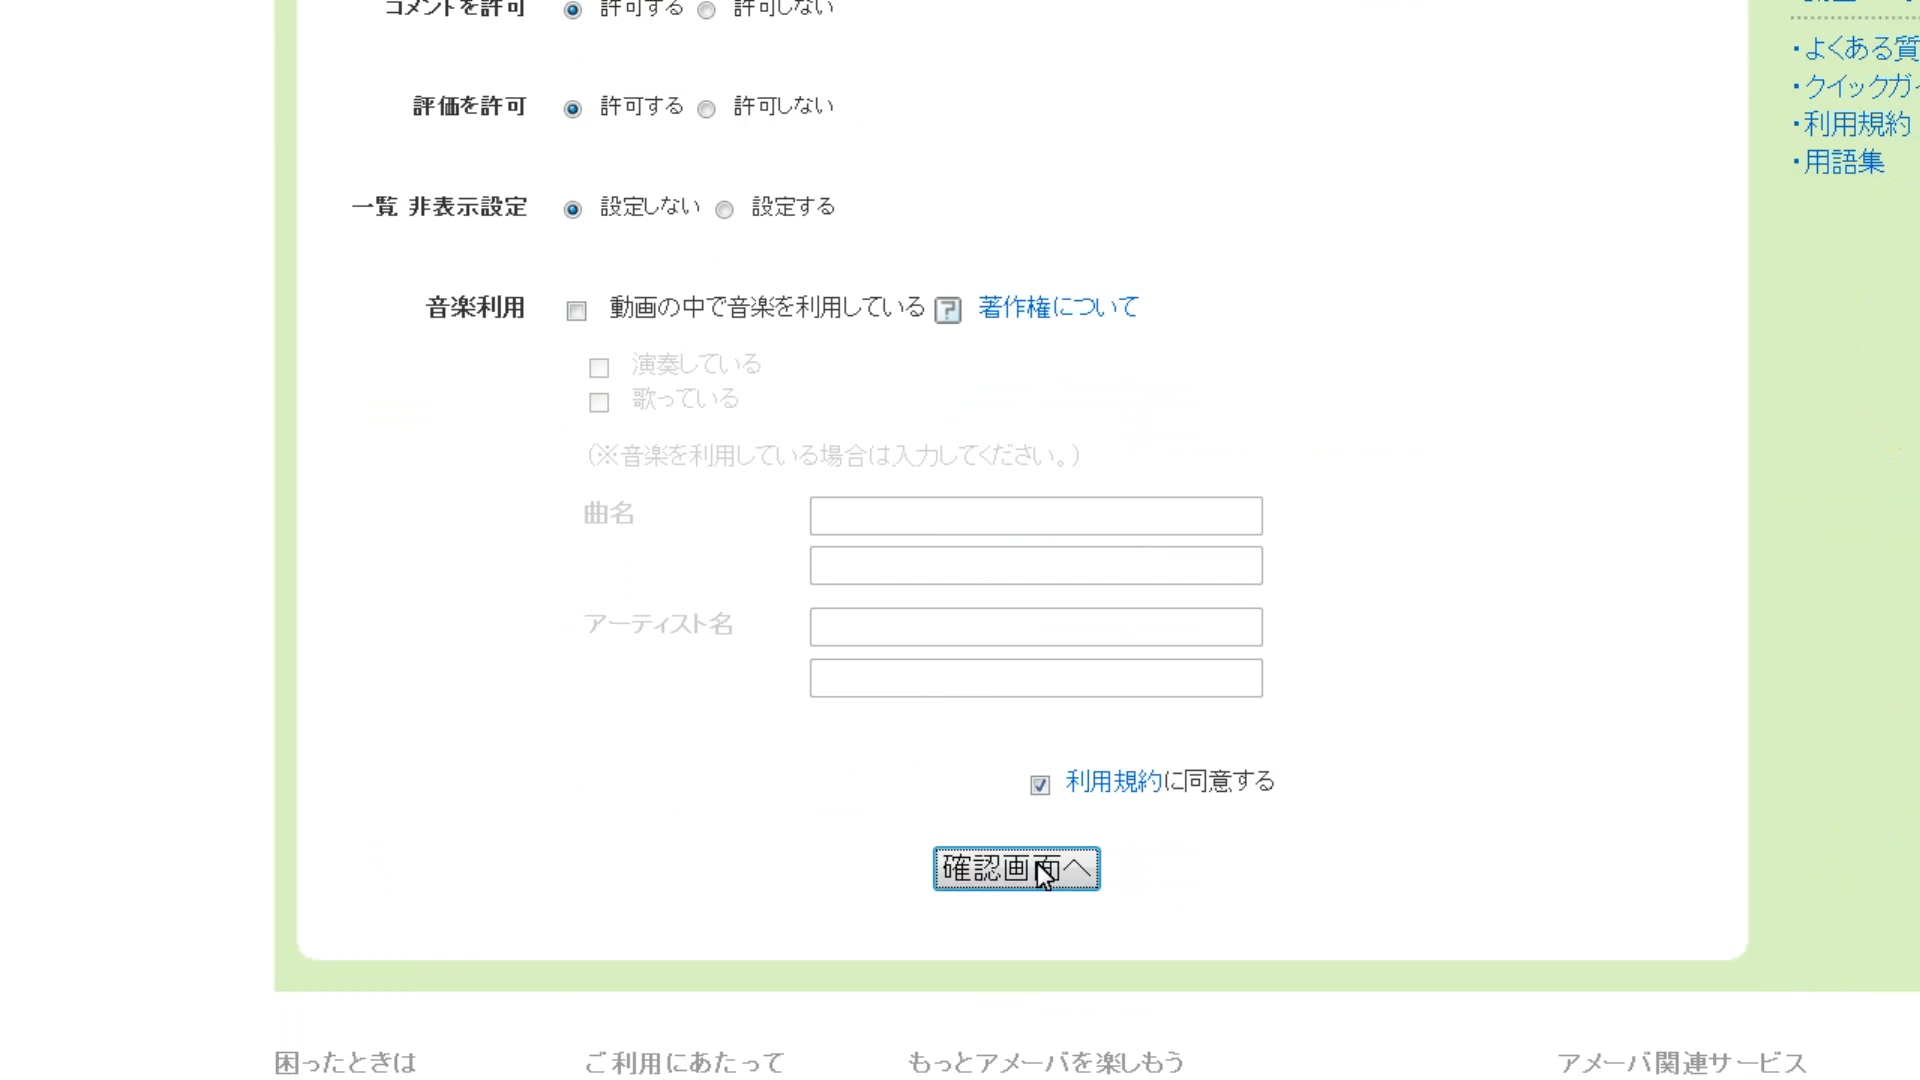 コメントを許可 許可する 許可しない
・よくある質
評価を許可 許可する 許可しない
・クイックガイ
・利用規約
・用語集
一覧 非表示設定 設定しない 設定する
音楽利用 動画の中で音楽を利用している ? 著作権について
演奏している
歌っている
(※音楽を利用している場合は入力してください。)
曲名
アーティスト名
利用規約に同意する
確認画面へ
困ったときは ご利用にあたって もっとアメーバを楽しもう アメーバ関連サービス